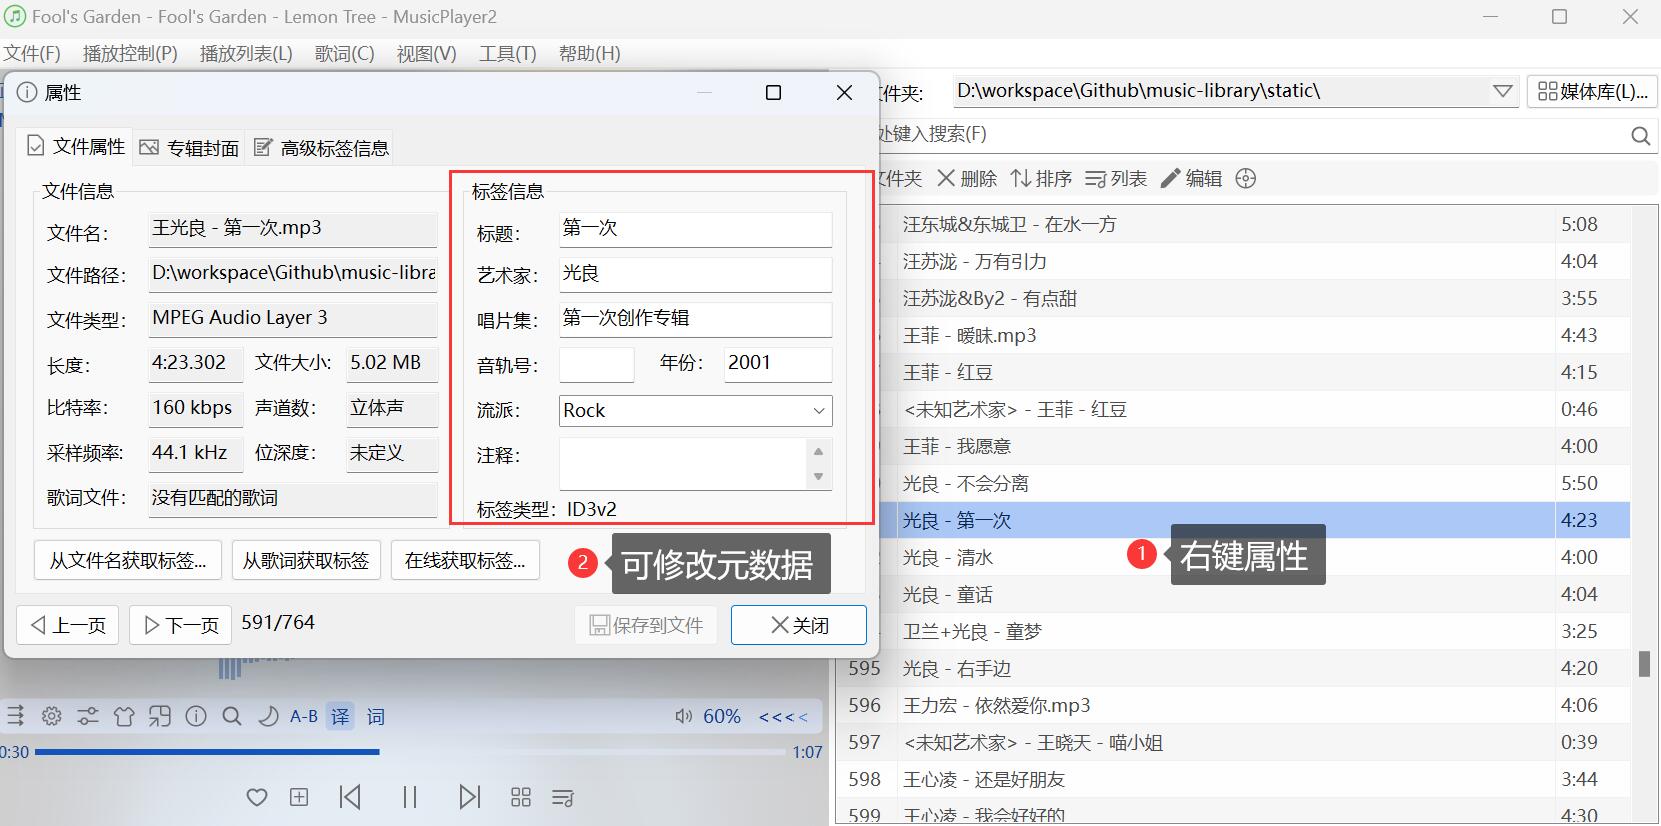 Fool's Garden - Fool's Garden - Lemon Tree - MusicPlayer2
文件(F) 播放控制(P) 播放列表(L) 歌词(C) 视图(V) 工具(T) 帮助(H)
属性
文件属性 专辑封面 高级标签信息
文件信息
文件名: 王光良 - 第一次.mp3
文件路径: D:\workspace\Github\music-libra
文件类型: MPEG Audio Layer 3
长度: 4:23.302 文件大小: 5.02 MB
比特率: 160 kbps 声道数: 立体声
采样频率: 44.1 kHz 位深度: 未定义
歌词文件: 没有匹配的歌词
标签信息
标题: 第一次
艺术家: 光良
唱片集: 第一次创作专辑
音轨号: 年份: 2001
流派: Rock
注释:
标签类型: ID3v2
从文件名获取标签... 从歌词获取标签 在线获取标签...
2 可修改元数据
上一页 下一页 591/764 保存到文件 关闭
A-B 译 词 60% <<<<
0:30 1:07
件夹: D:\workspace\Github\music-library\static\ 媒体库(L)...
处键入搜索(F)
文件夹 删除 排序 列表 编辑
汪东城&东城卫 - 在水一方 5:08
汪苏泷 - 万有引力 4:04
汪苏泷&By2 - 有点甜 3:55
王菲 - 暧昧.mp3 4:43
王菲 - 红豆 4:15
<未知艺术家> - 王菲 - 红豆 0:46
王菲 - 我愿意 4:00
光良 - 不会分离 5:50
光良 - 第一次 4:23
光良 - 清水 4:00
1 右键属性
光良 - 童话 4:04
卫兰+光良 - 童梦 3:25
595 光良 - 右手边 4:20
596 王力宏 - 依然爱你.mp3 4:06
597 <未知艺术家> - 王晓天 - 喵小姐 0:39
598 王心凌 - 还是好朋友 3:44
599 王心凌 - 我会好好的 4:30